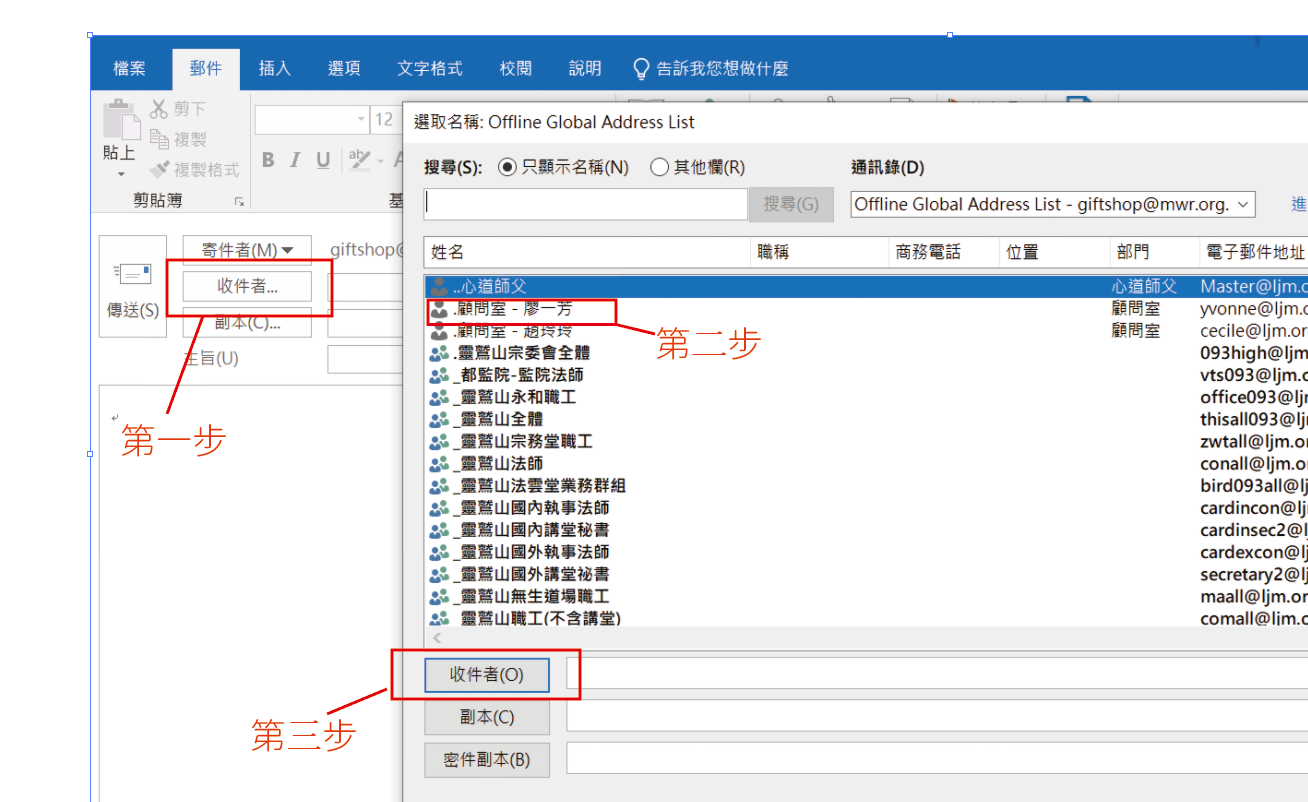 檔案 郵件 插入 選項 文字格式 校閱 說明 告訴我您想做什麼
剪下
複製
貼上
複製格式
剪貼簿
12
B I U
基
選取名稱: Offline Global Address List
搜尋(S): 只顯示名稱(N) 其他欄(R) 通訊錄(D)
搜尋(G) Offline Global Address List - giftshop@mwr.org. 進
寄件者(M) giftshop@
收件者...
傳送(S)
副本(C)...
主旨(U)
姓名 職稱 商務電話 位置 部門 電子郵件地址
..心道師父 心道師父 Master@ljm.o
.顧問室 - 廖一芳 顧問室 yvonne@ljm.o
.顧問室 - 趙玲玲 顧問室 cecile@ljm.or
.靈鷲山宗委會全體 093high@ljm
_都監院-監院法師 vts093@ljm.o
_靈鷲山永和職工 office093@ljm
_靈鷲山全體 thisall093@lj
_靈鷲山宗務堂職工 zwtall@ljm.or
_靈鷲山法師 conall@ljm.o
_靈鷲山法雲堂業務群組 bird093all@lj
_靈鷲山國內執事法師 cardincon@lj
_靈鷲山國內講堂秘書 cardinsec2@l
_靈鷲山國外執事法師 cardexcon@lj
_靈鷲山國外講堂祕書 secretary2@lj
_靈鷲山無生道場職工 maall@ljm.or
_靈鷲山職工(不含講堂) comall@ljm.o
收件者(O)
副本(C)
密件副本(B)
第一步
第二步
第三步